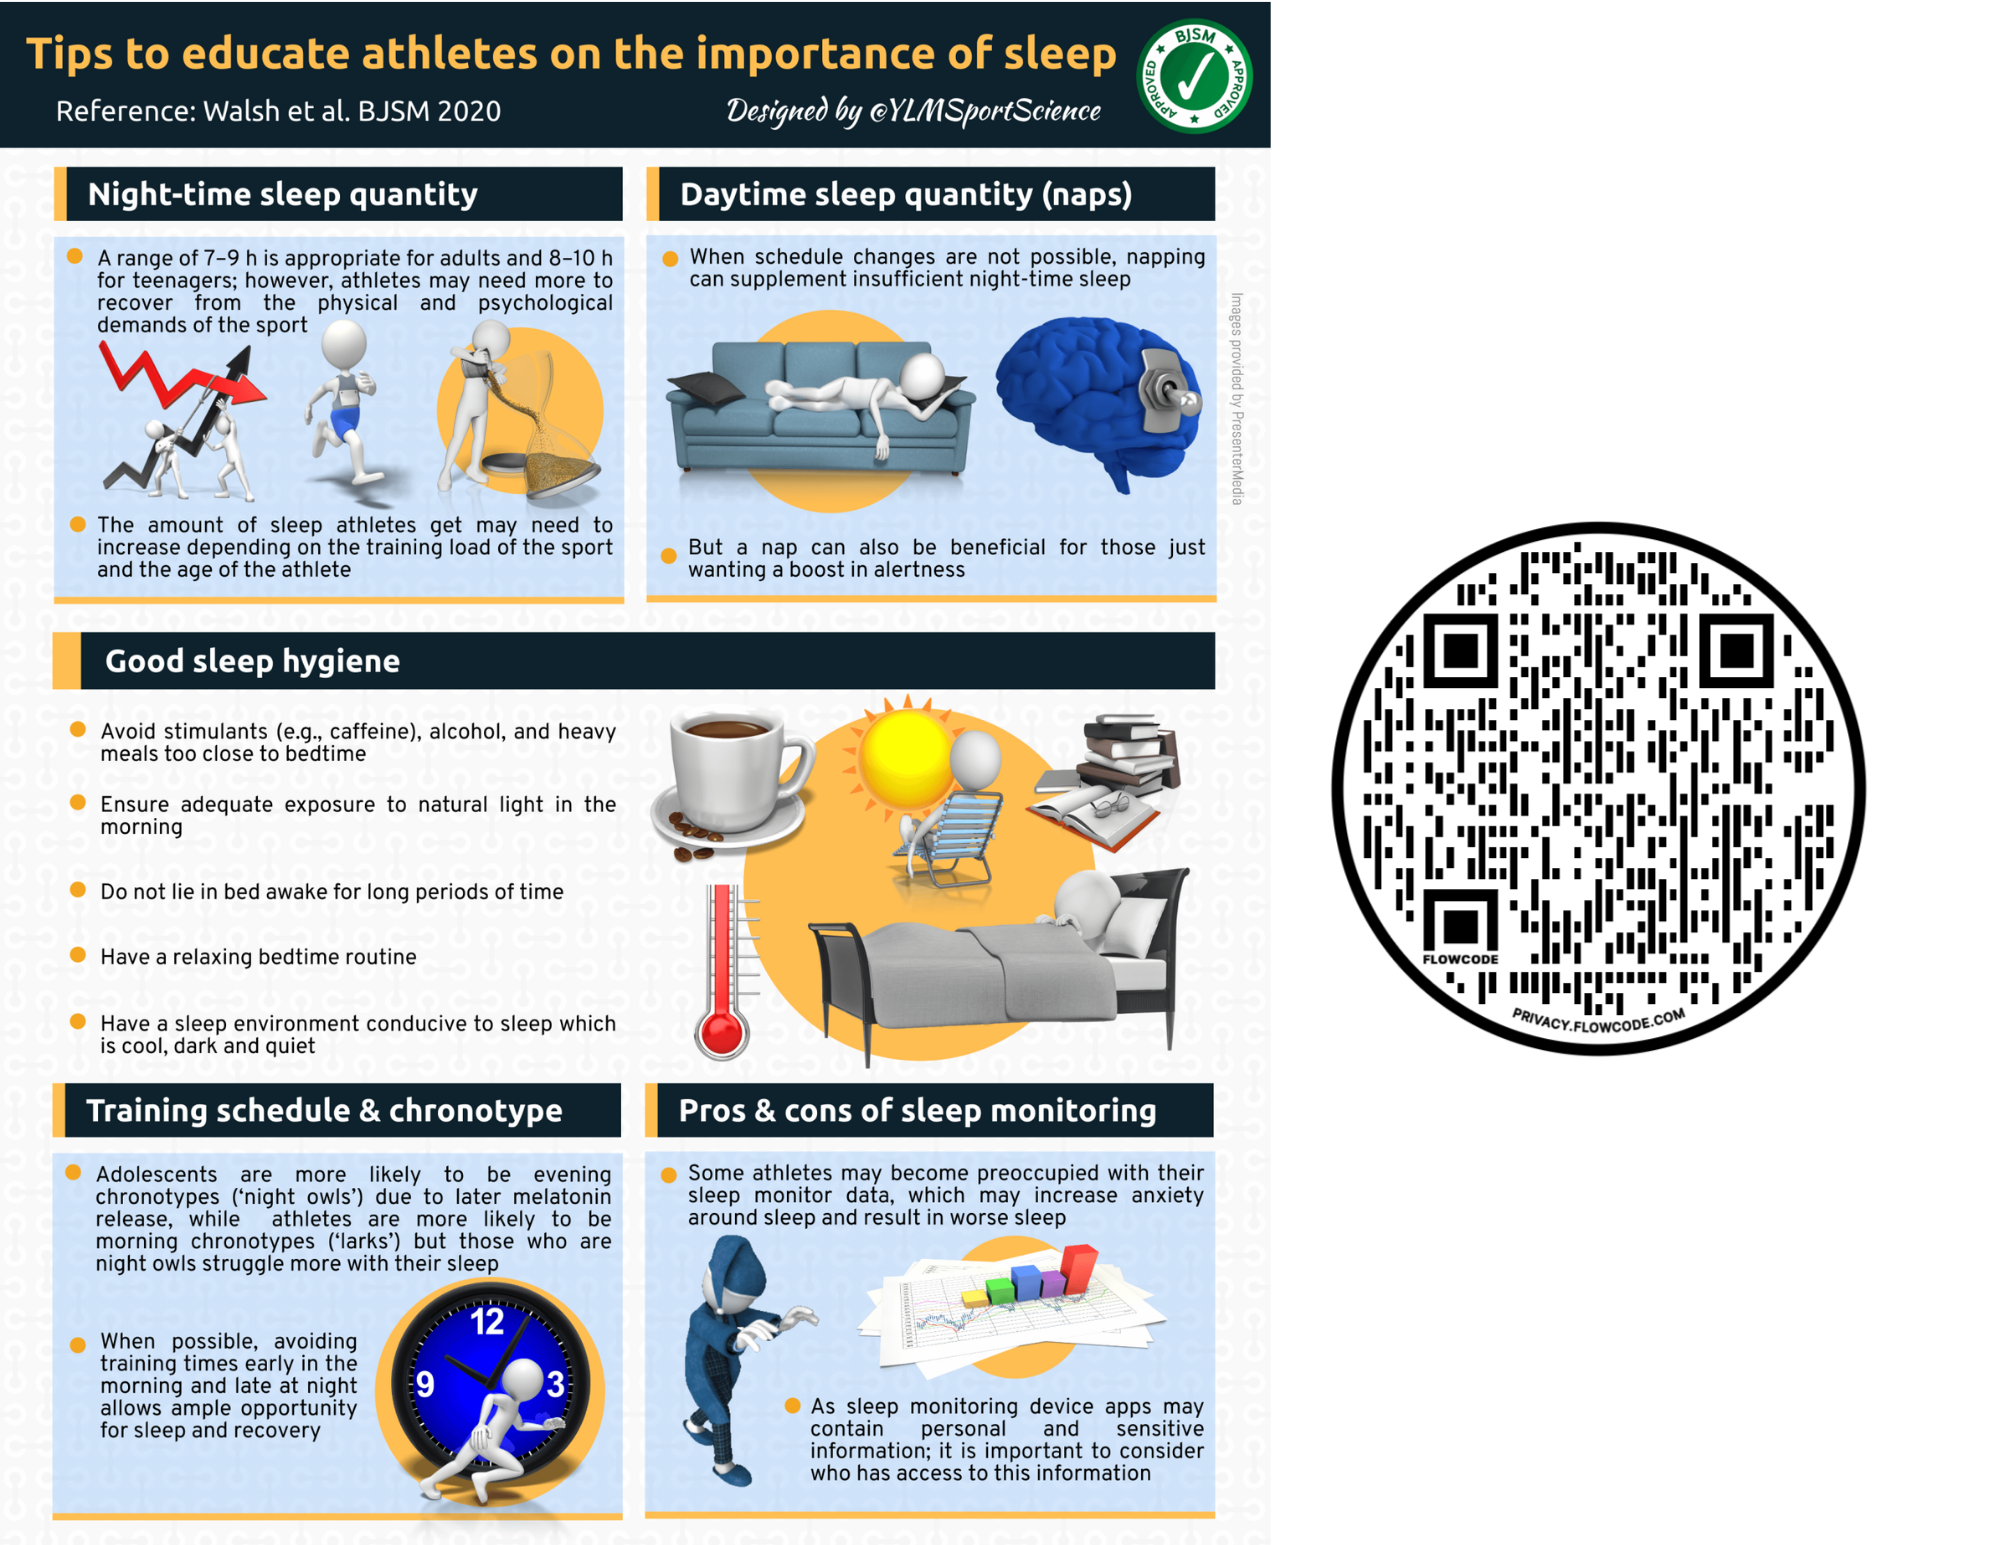 Tips to educate athletes on the importance of sleep
Reference: Walsh et al. BJSM 2020
Designed by @YLMSportScience
BJSM
APPROVED
APPROVED
Night-time sleep quantity
A range of 7–9 h is appropriate for adults and 8–10 h
for teenagers; however, athletes may need more to
recover from the physical and psychological
demands of the sport
The amount of sleep athletes get may need to
increase depending on the training load of the sport
and the age of the athlete
Daytime sleep quantity (naps)
When schedule changes are not possible, napping
can supplement insufficient night-time sleep
But a nap can also be beneficial for those just
wanting a boost in alertness
Images provided by PresenterMedia
Good sleep hygiene
Avoid stimulants (e.g., caffeine), alcohol, and heavy
meals too close to bedtime
Ensure adequate exposure to natural light in the
morning
Do not lie in bed awake for long periods of time
Have a relaxing bedtime routine
Have a sleep environment conducive to sleep which
is cool, dark and quiet
Training schedule & chronotype
Adolescents are more likely to be evening
chronotypes (‘night owls’) due to later melatonin
release, while athletes are more likely to be
morning chronotypes (‘larks’) but those who are
night owls struggle more with their sleep
When possible, avoiding
training times early in the
morning and late at night
allows ample opportunity
for sleep and recovery
12
9
3
Pros & cons of sleep monitoring
Some athletes may become preoccupied with their
sleep monitor data, which may increase anxiety
around sleep and result in worse sleep
As sleep monitoring device apps may
contain personal and sensitive
information; it is important to consider
who has access to this information
FLOWCODE
PRIVACY.FLOWCODE.COM